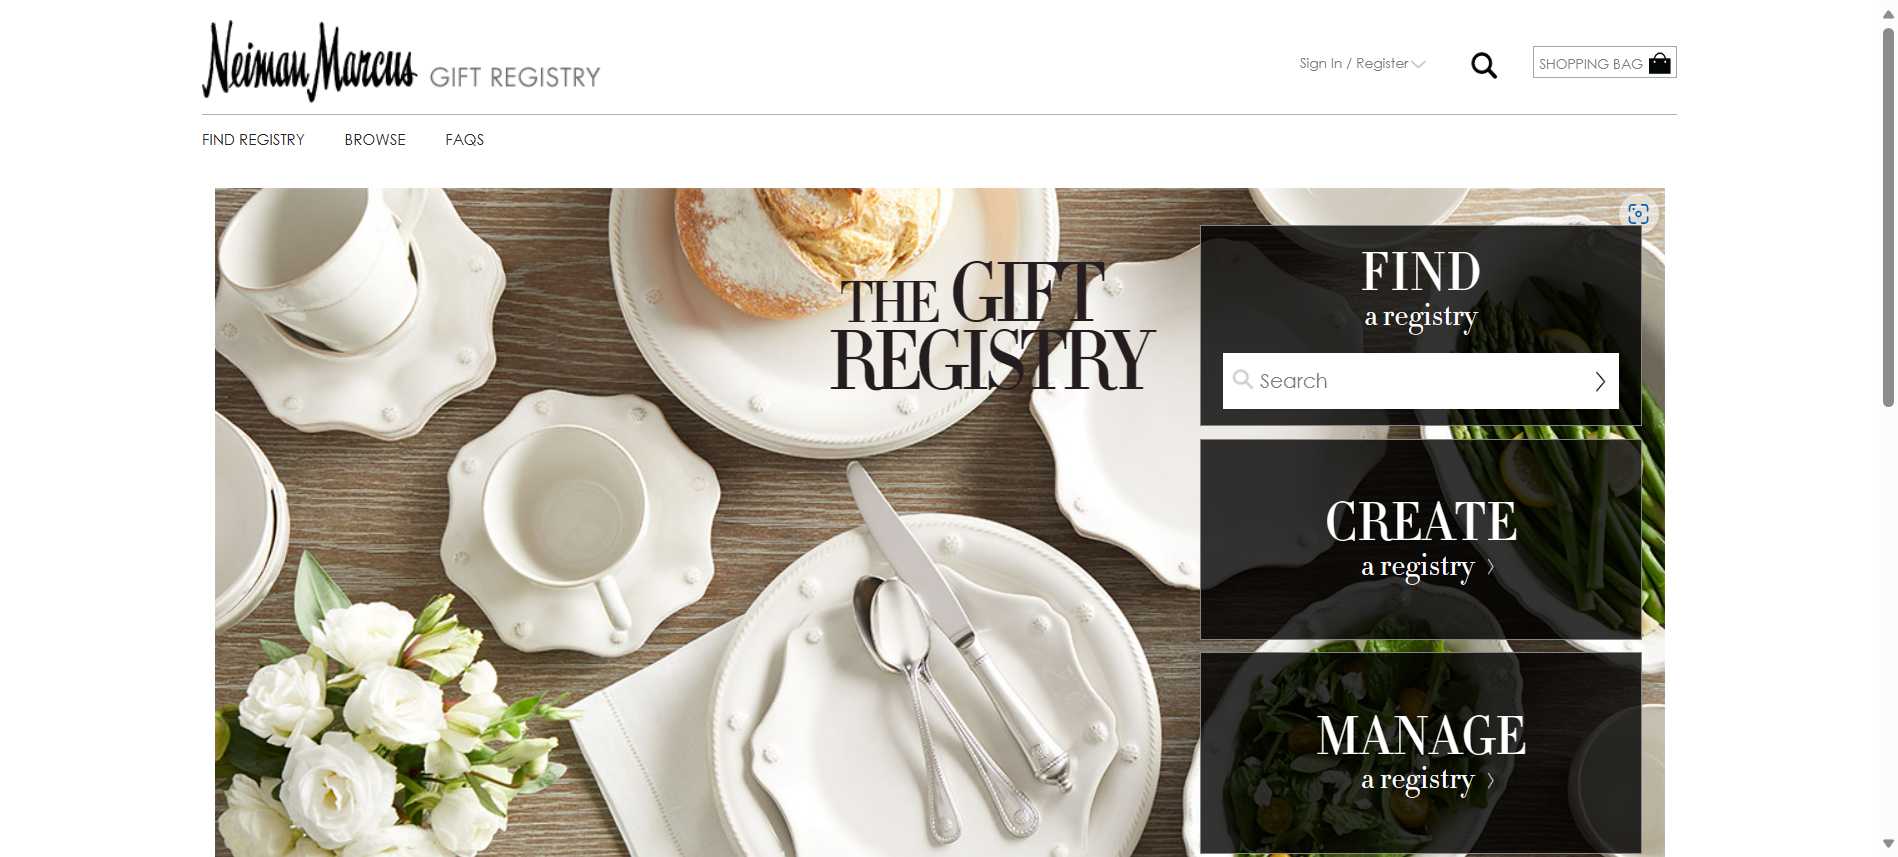 Neiman Marcus GIFT REGISTRY
Sign In / Register
SHOPPING BAG
FIND REGISTRY BROWSE FAQS
THE GIFT
REGISTRY
FIND
a registry
Search
CREATE
a registry
MANAGE
a registry